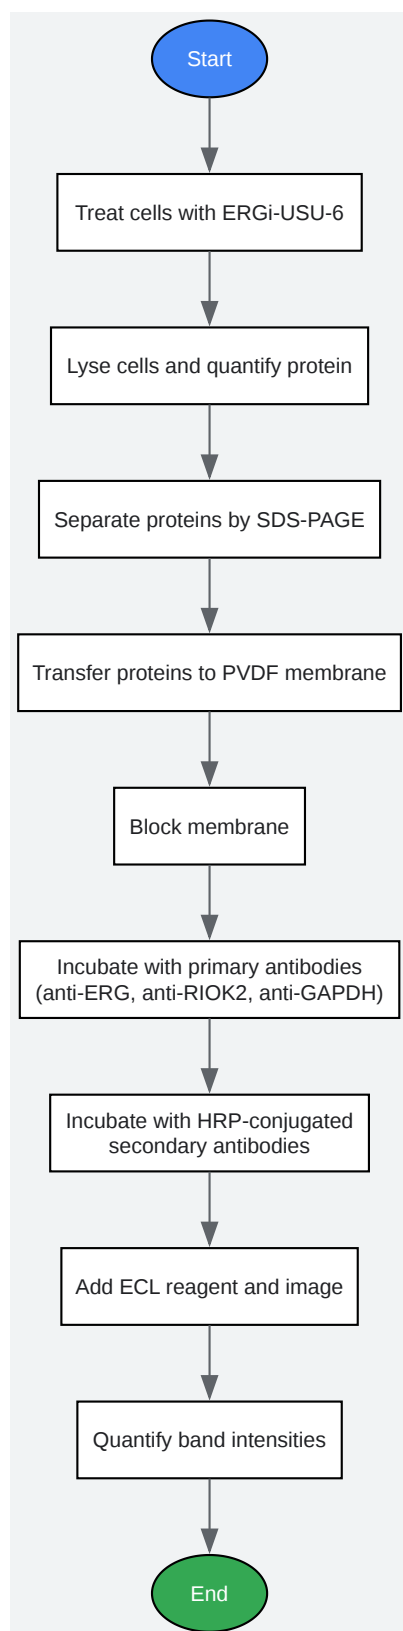 Start
Treat cells with ERGi-USU-6
Lyse cells and quantify protein
Separate proteins by SDS-PAGE
Transfer proteins to PVDF membrane
Block membrane
Incubate with primary antibodies
(anti-ERG, anti-RIOK2, anti-GAPDH)
Incubate with HRP-conjugated
secondary antibodies
Add ECL reagent and image
Quantify band intensities
End